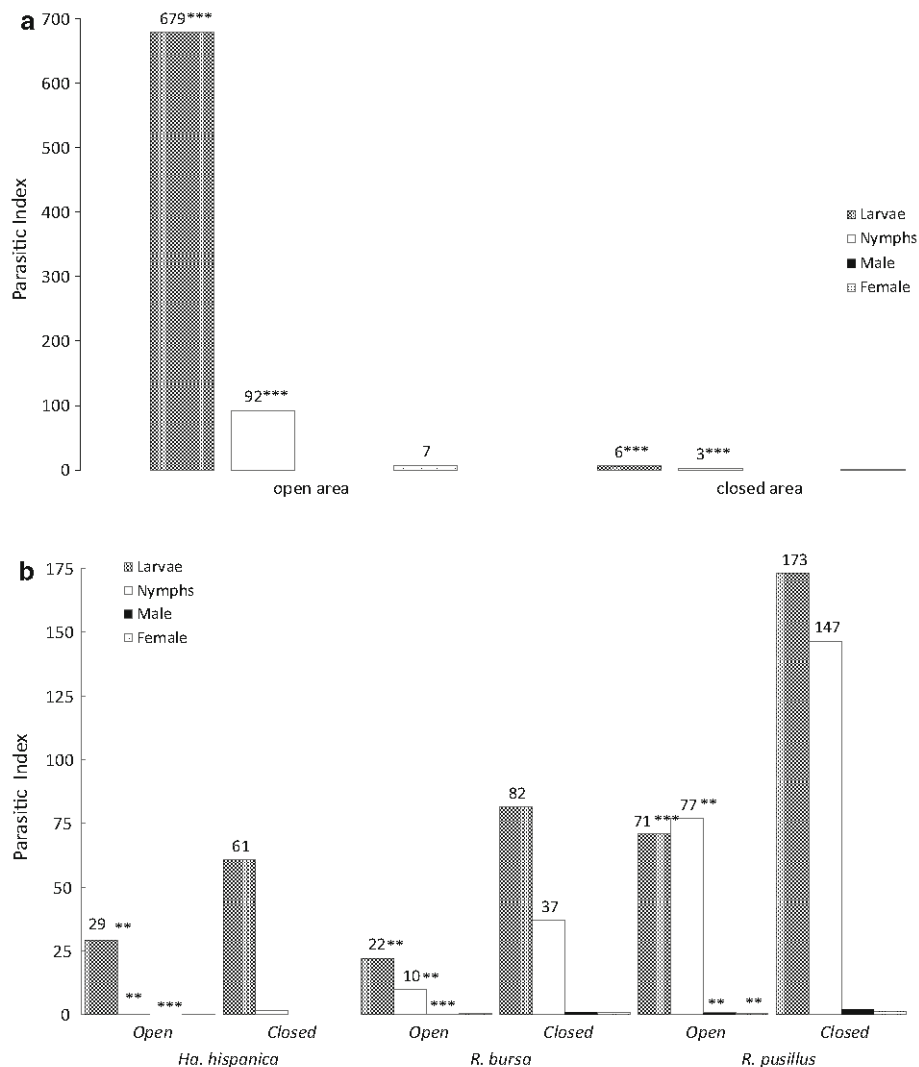 a
700
600
500
400
300
200
100
0
Parasitic Index
679***
92***
7
6***
3***
open area
closed area
Larvae
Nymphs
Male
Female
b
175
150
125
100
75
50
25
0
Parasitic Index
Larvae
Nymphs
Male
Female
29 **
**
***
61
22**
10**
***
82
37
71 ***
77 **
**
**
173
147
Open Closed Open Closed Open Closed
Ha. hispanica R. bursa R. pusillus